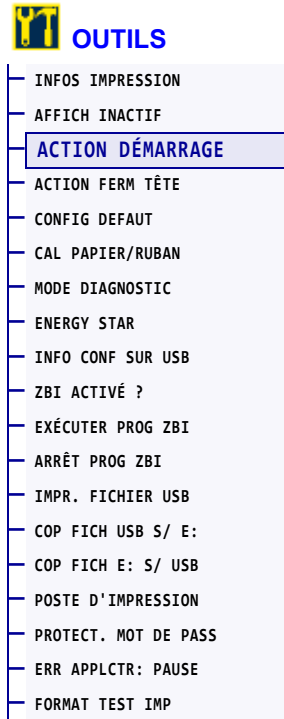 OUTILS
INFOS IMPRESSION
AFFICH INACTIF
ACTION DÉMARRAGE
ACTION FERM TÊTE
CONFIG DEFAUT
CAL PAPIER/RUBAN
MODE DIAGNOSTIC
ENERGY STAR
INFO CONF SUR USB
ZBI ACTIVÉ ?
EXÉCUTER PROG ZBI
ARRÊT PROG ZBI
IMPR. FICHIER USB
COP FICH USB S/ E:
COP FICH E: S/ USB
POSTE D'IMPRESSION
PROTECT. MOT DE PASS
ERR APPLCTR: PAUSE
FORMAT TEST IMP